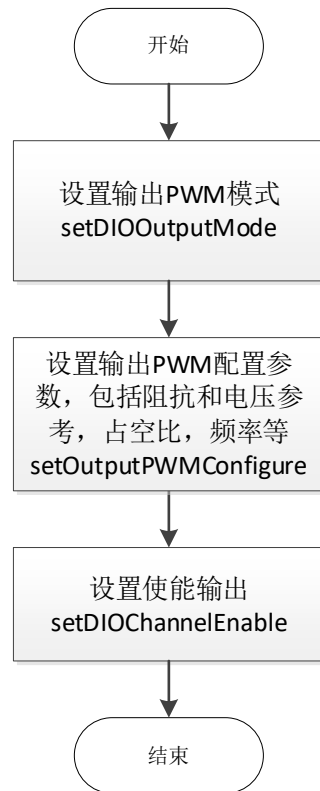 开始
设置输出PWM模式
setDIOOutputMode
设置输出PWM配置参
数，包括阻抗和电压参
考，占空比，频率等
setOutputPWMConfigure
设置使能输出
setDIOChannelEnable
结束